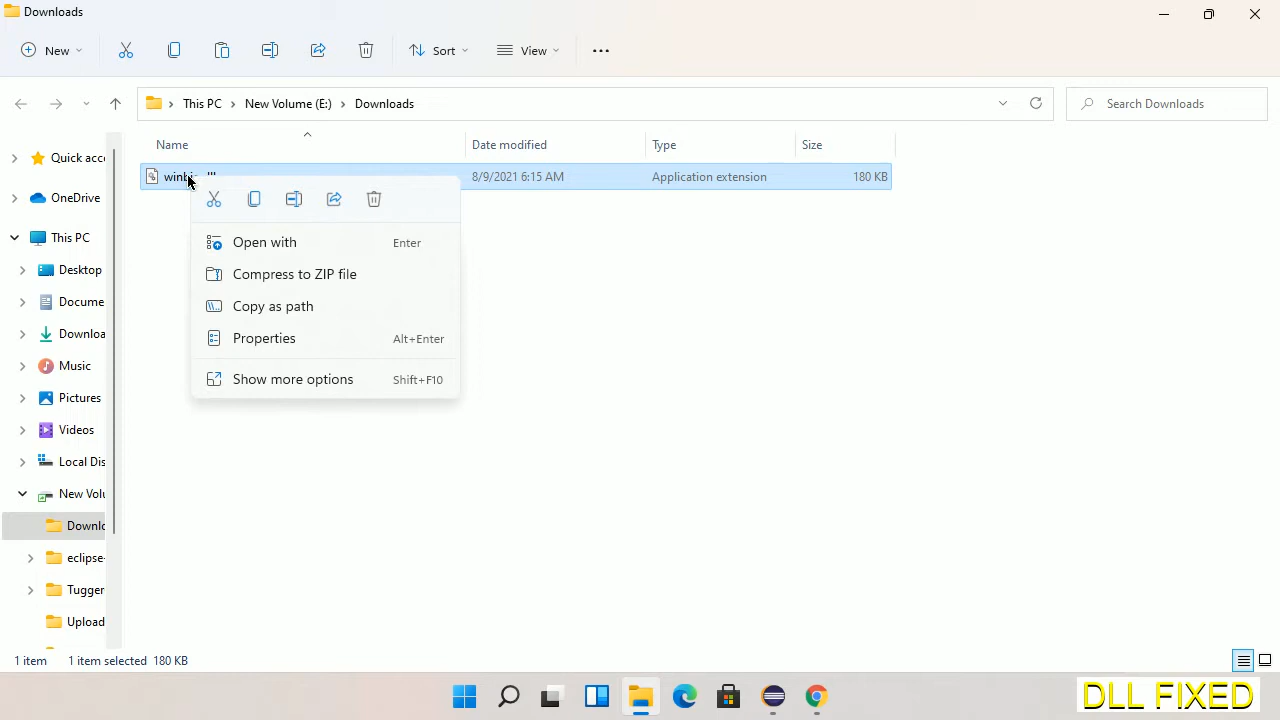 Downloads
New
Sort
View
This PC
New Volume (E:)
Downloads
Search Downloads
Name
Date modified
Type
Size
Quick acc
OneDrive
This PC
Desktop
Docume
Downloa
Music
Pictures
Videos
Local Dis
New Volu
Downlo
eclipse-
Tugger
Upload
8/9/2021 6:15 AM
Application extension
180 KB
Open with
Enter
Compress to ZIP file
Copy as path
Properties
Alt+Enter
Show more options
Shift+F10
1 item
1 item selected 180 KB
DLL FIXED